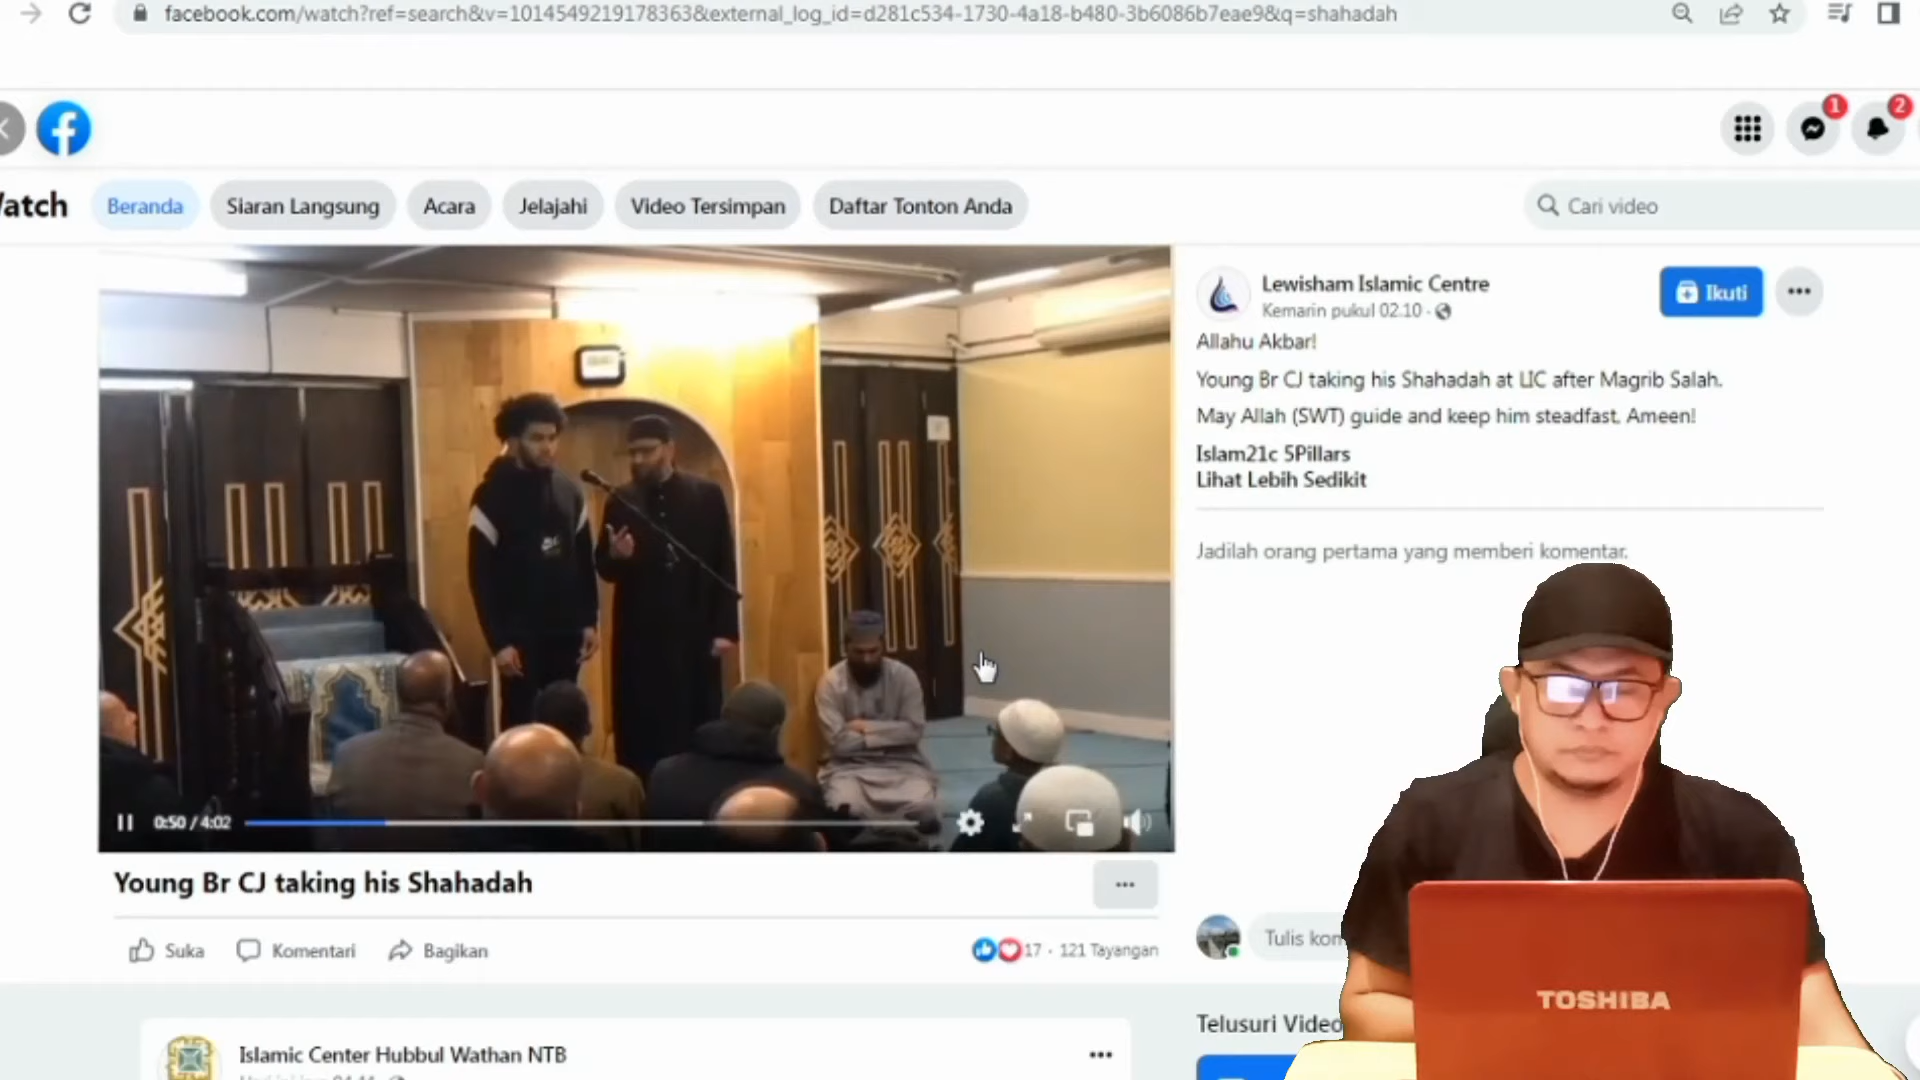 facebook.com/watch?ref=search&v=1014549219178363&external_log_id=d281c534-1730-4a18-b480-3b6086b7eae9&q=shahadah
1
2
Watch
Beranda
Siaran Langsung
Acara
Jelajahi
Video Tersimpan
Daftar Tonton Anda
Cari video
Lewisham Islamic Centre
Kemarin pukul 02.10 ·
Ikuti
Allahu Akbar!
Young Br CJ taking his Shahadah at LIC after Magrib Salah.
May Allah (SWT) guide and keep him steadfast. Ameen!
Islam21c 5Pillars
Lihat Lebih Sedikit
Jadilah orang pertama yang memberi komentar.
0:50 / 4:02
Young Br CJ taking his Shahadah
Suka
Komentari
Bagikan
17 · 121 Tayangan
Tulis kom
TOSHIBA
Telusuri Video
Islamic Center Hubbul Wathan NTB